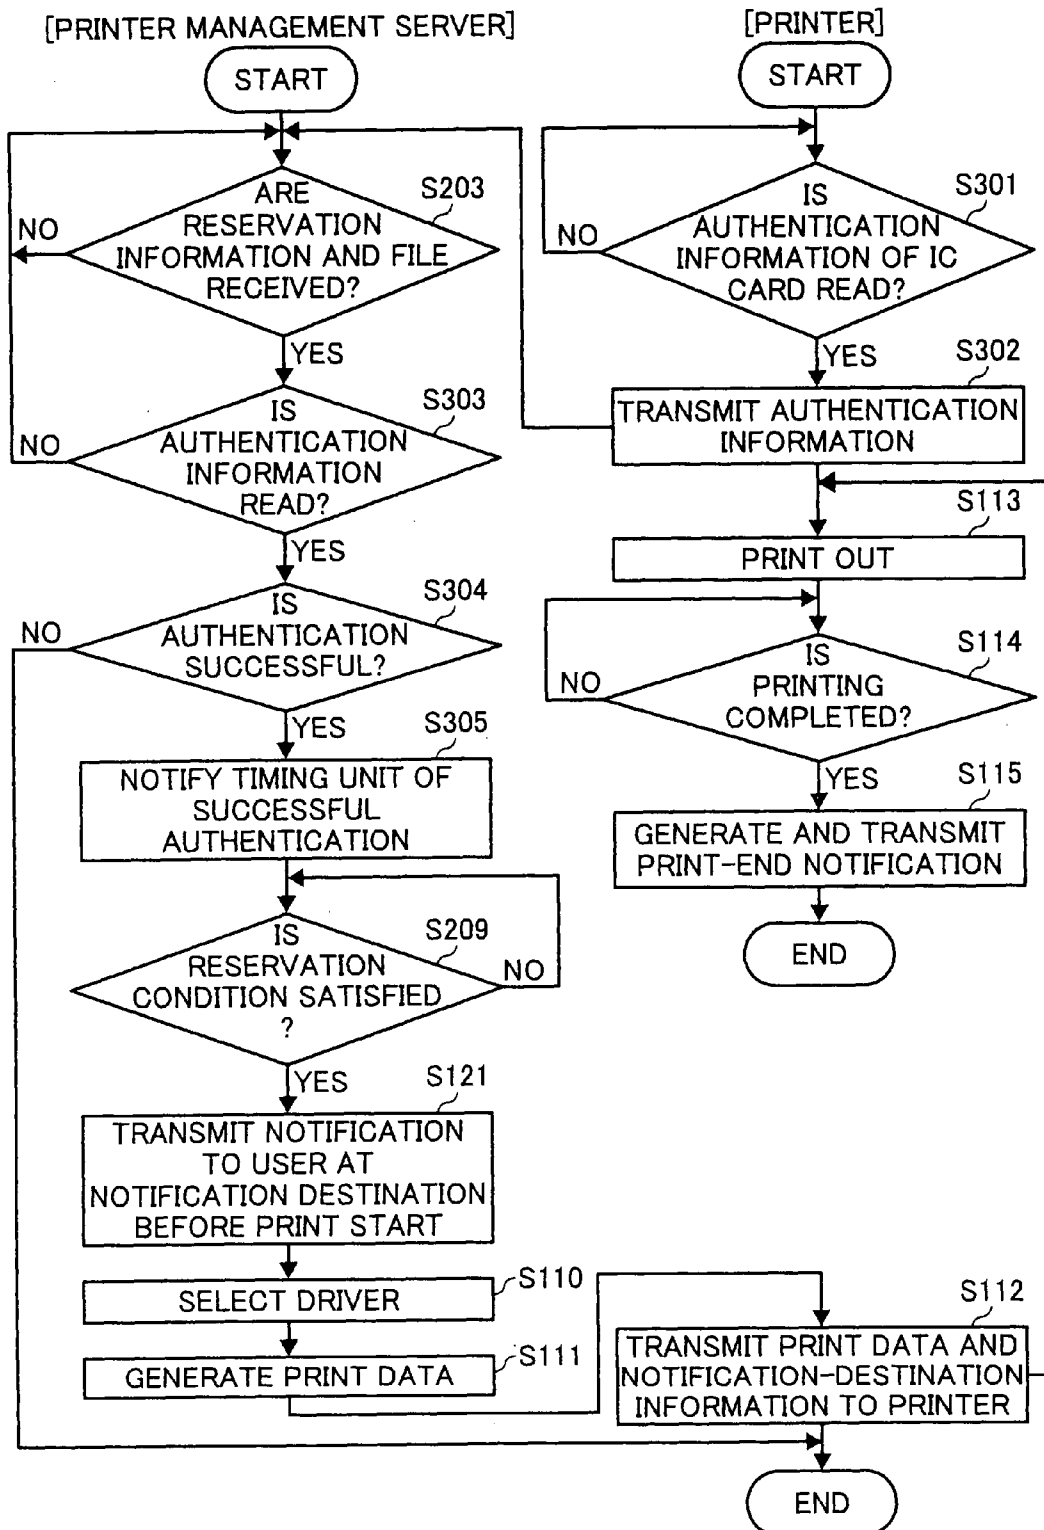 [PRINTER MANAGEMENT SERVER]
START
S203
ARE
RESERVATION
INFORMATION AND FILE
RECEIVED?
NO
YES
S303
IS
AUTHENTICATION
INFORMATION
READ?
NO
YES
S304
IS
AUTHENTICATION
SUCCESSFUL?
NO
YES
S305
NOTIFY TIMING UNIT OF
SUCCESSFUL
AUTHENTICATION
S209
IS
RESERVATION
CONDITION SATISFIED
?
NO
YES
S121
TRANSMIT NOTIFICATION
TO USER AT
NOTIFICATION DESTINATION
BEFORE PRINT START
S110
SELECT DRIVER
S111
GENERATE PRINT DATA
S112
TRANSMIT PRINT DATA AND
NOTIFICATION-DESTINATION
INFORMATION TO PRINTER
END
[PRINTER]
START
S301
IS
AUTHENTICATION
INFORMATION OF IC
CARD READ?
NO
YES
S302
TRANSMIT AUTHENTICATION
INFORMATION
S113
PRINT OUT
S114
IS
PRINTING
COMPLETED?
NO
YES
S115
GENERATE AND TRANSMIT
PRINT-END NOTIFICATION
END